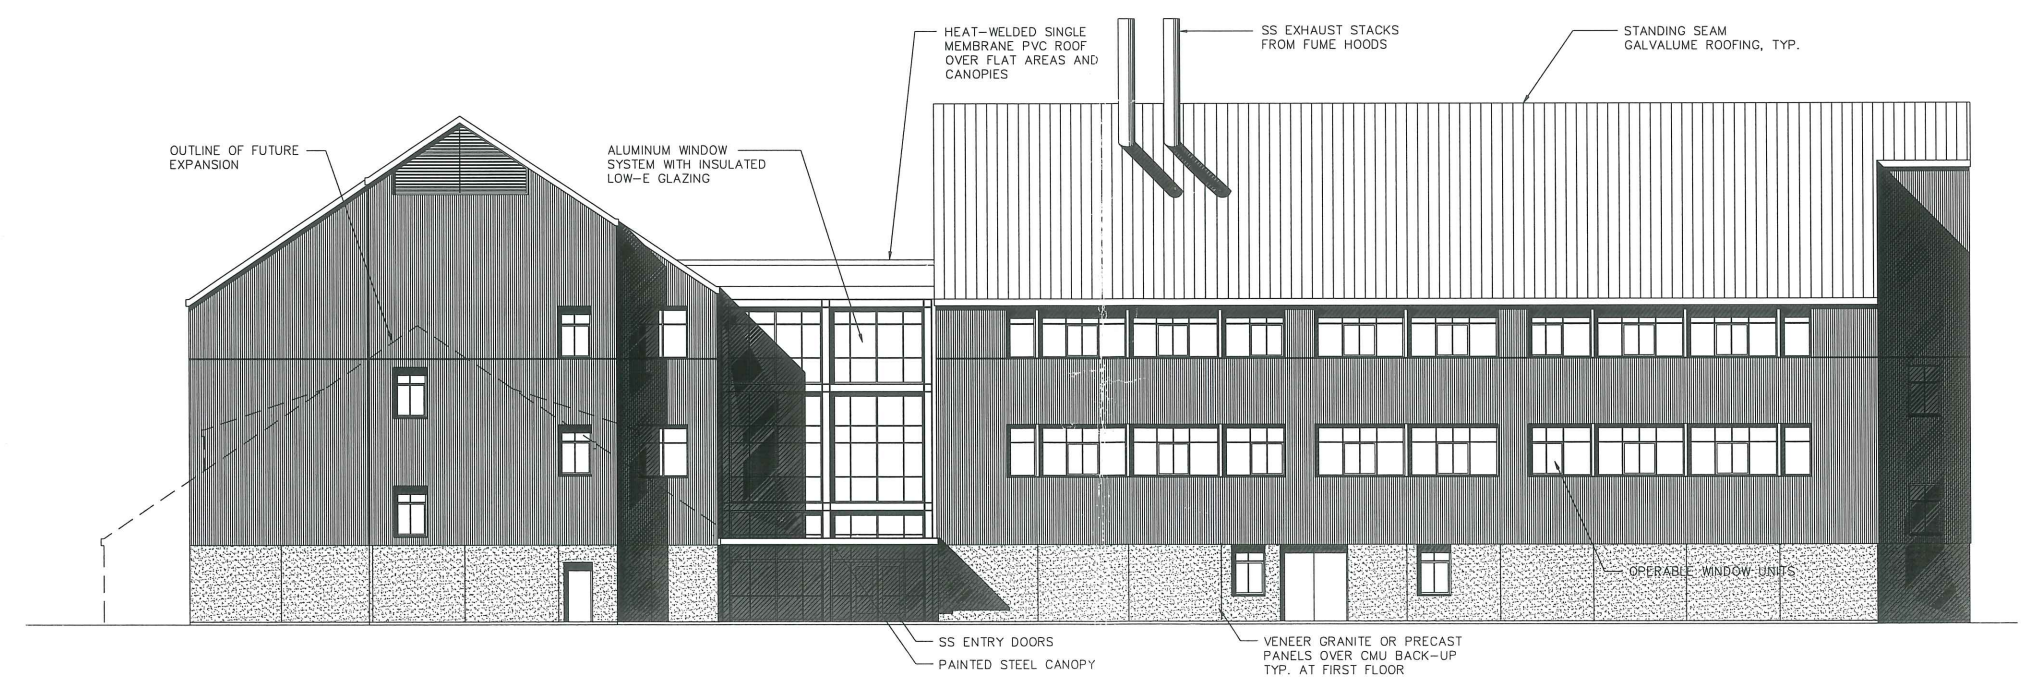 HEAT-WELDED SINGLE
MEMBRANE PVC ROOF
OVER FLAT AREAS AND
CANOPIES
SS EXHAUST STACKS
FROM FUME HOODS
STANDING SEAM
GALVALUME ROOFING, TYP.
OUTLINE OF FUTURE
EXPANSION
ALUMINUM WINDOW
SYSTEM WITH INSULATED
LOW-E GLAZING
OPERABLE WINDOW UNITS
SS ENTRY DOORS
PAINTED STEEL CANOPY
VENEER GRANITE OR PRECAST
PANELS OVER CMU BACK-UP
TYP. AT FIRST FLOOR